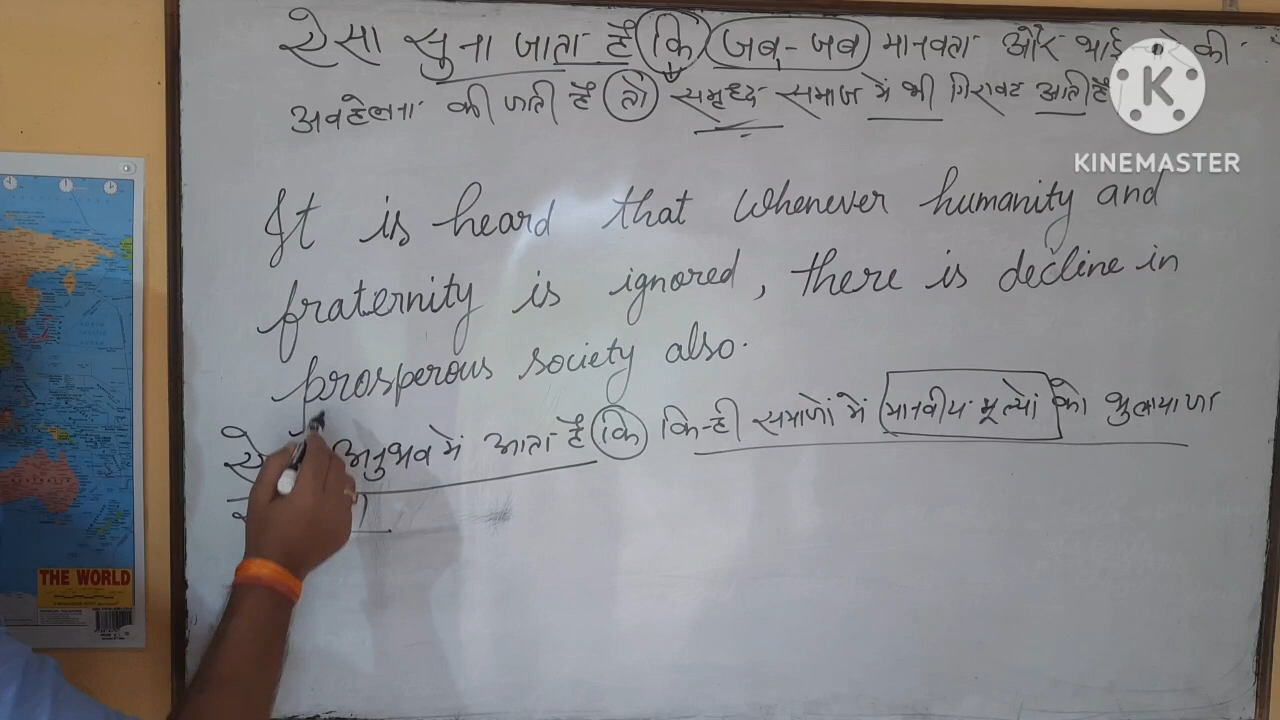 ऐसा सुना जाता है कि जब-जब मानवता और भाई की
अवहेलना की जाती है तो समृध्द समाज में भी गिरावट आती है
KINEMASTER
It is heard that whenever humanity and
fraternity is ignored, there is decline in
prosperous society also.
अनुभव में आता है कि किन्ही समाजों में मानवीय मूल्यों को भुलाया जा
THE WORLD